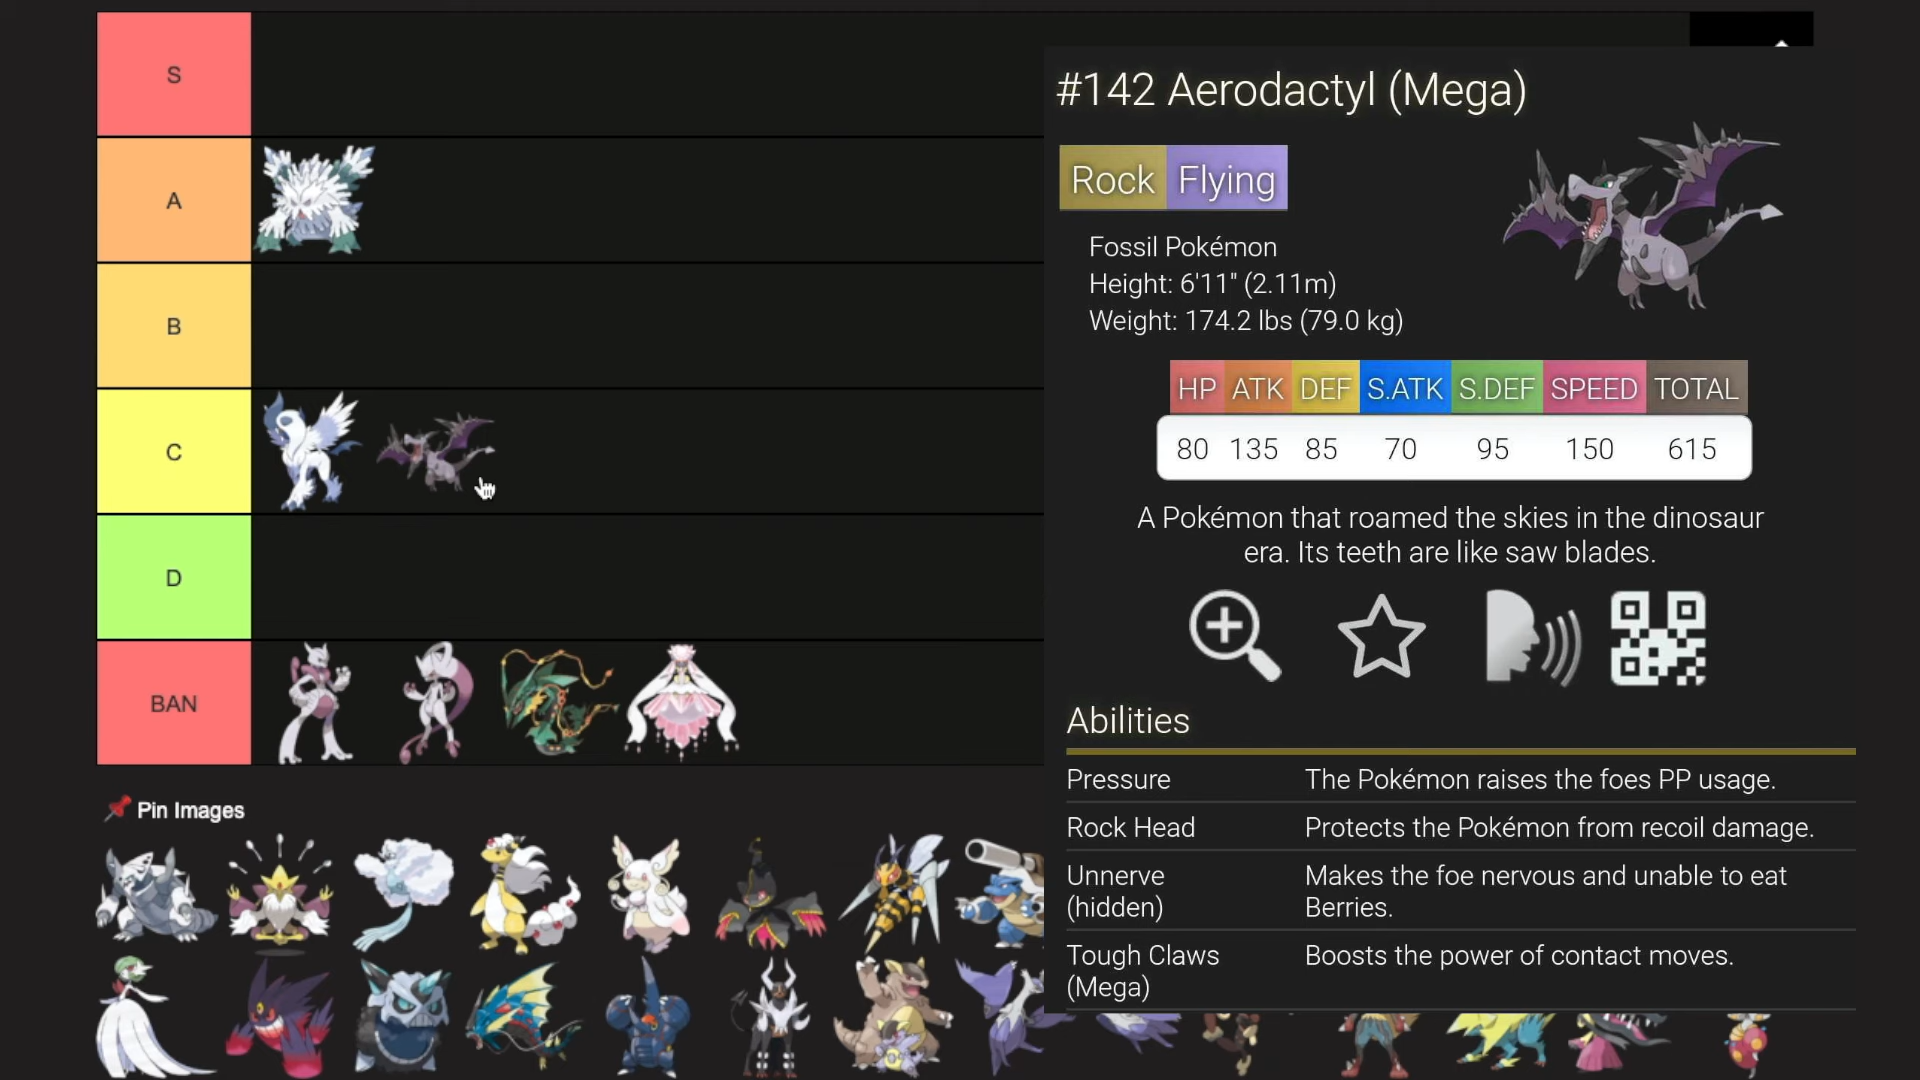 S
A
B
C
D
BAN
Pin Images
#142 Aerodactyl (Mega)
Rock Flying
Fossil Pokémon
Height: 6'11" (2.11m)
Weight: 174.2 lbs (79.0 kg)
HP ATK DEF S.ATK S.DEF SPEED TOTAL
80 135 85 70 95 150 615
A Pokémon that roamed the skies in the dinosaur
era. Its teeth are like saw blades.
Abilities
Pressure The Pokémon raises the foes PP usage.
Rock Head Protects the Pokémon from recoil damage.
Unnerve Makes the foe nervous and unable to eat
(hidden) Berries.
Tough Claws Boosts the power of contact moves.
(Mega)